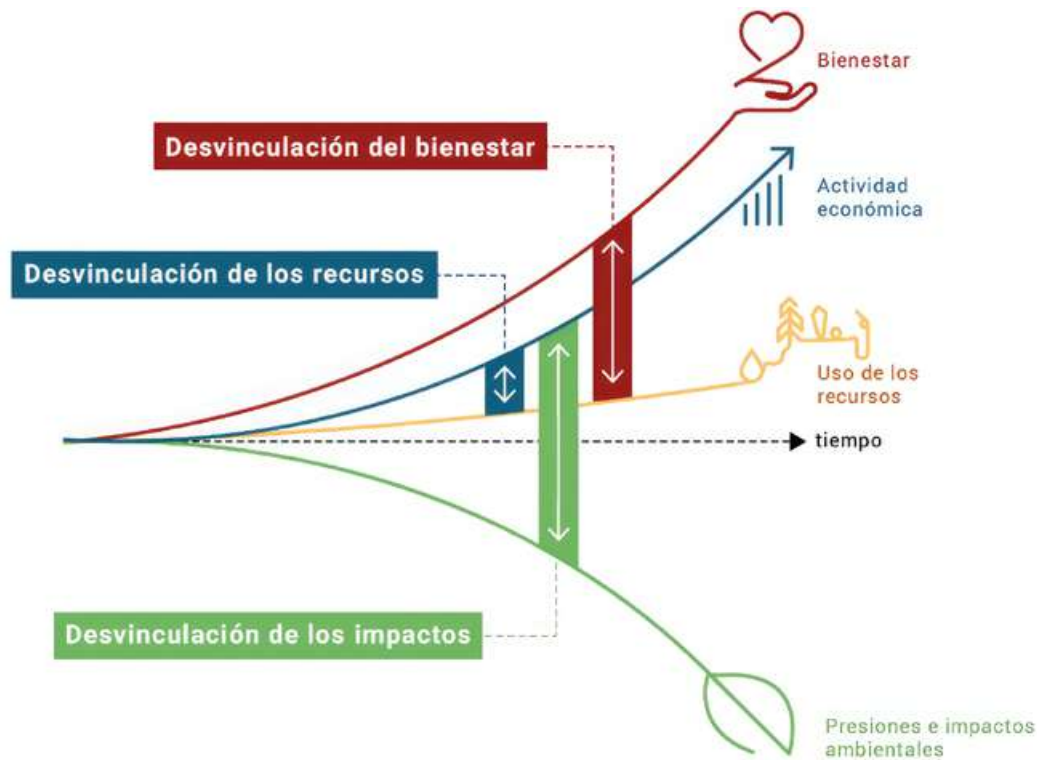 Bienestar
Desvinculación del bienestar
Actividad
económica
Desvinculación de los recursos
Uso de los
recursos
tiempo
Desvinculación de los impactos
Presiones e impactos
ambientales